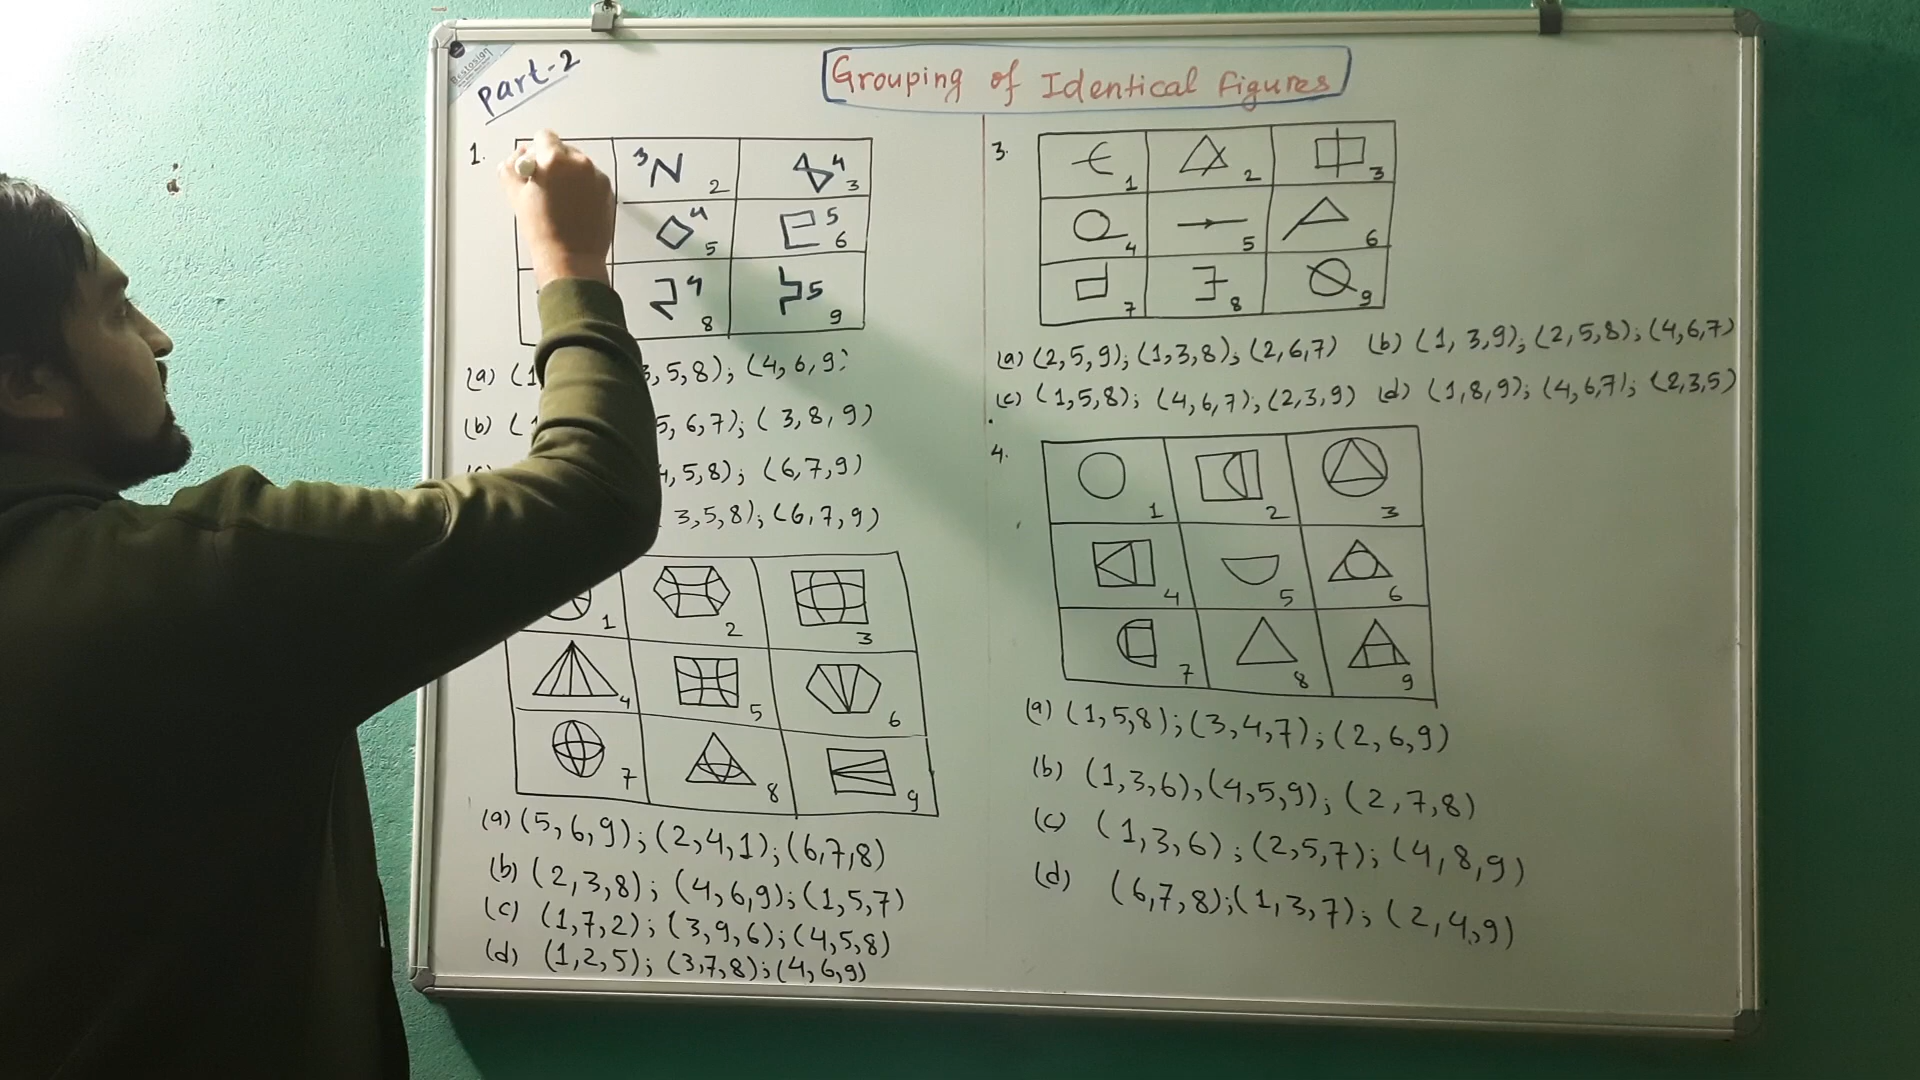 Bestosign
Part-2
Grouping of Identical figures
1.
3 2
4 3
4 5
5 6
4 8
5 9
(a) (1 3,5,8); (4,6,9)
(b) ( 5,6,7); (3,8,9)
4,5,8); (6,7,9)
3,5,8); (6,7,9)
1 2 3
4 5 6
7 8 9
(a) (5,6,9); (2,4,1); (6,7,8)
(b) (2,3,8); (4,6,9); (1,5,7)
(c) (1,7,2); (3,9,6); (4,5,8)
(d) (1,2,5); (3,7,8); (4,6,9)
3.
1 2 3
4 5 6
7 8 9
(a) (2,5,9); (1,3,8); (2,6,7) (b) (1,3,9); (2,5,8); (4,6,7)
(c) (1,5,8); (4,6,7); (2,3,9) (d) (1,8,9); (4,6,7); (2,3,5)
4.
1 2 3
4 5 6
7 8 9
(a) (1,5,8); (3,4,7); (2,6,9)
(b) (1,3,6), (4,5,9); (2,7,8)
(c) (1,3,6); (2,5,7); (4,8,9)
(d) (6,7,8); (1,3,7); (2,4,9)